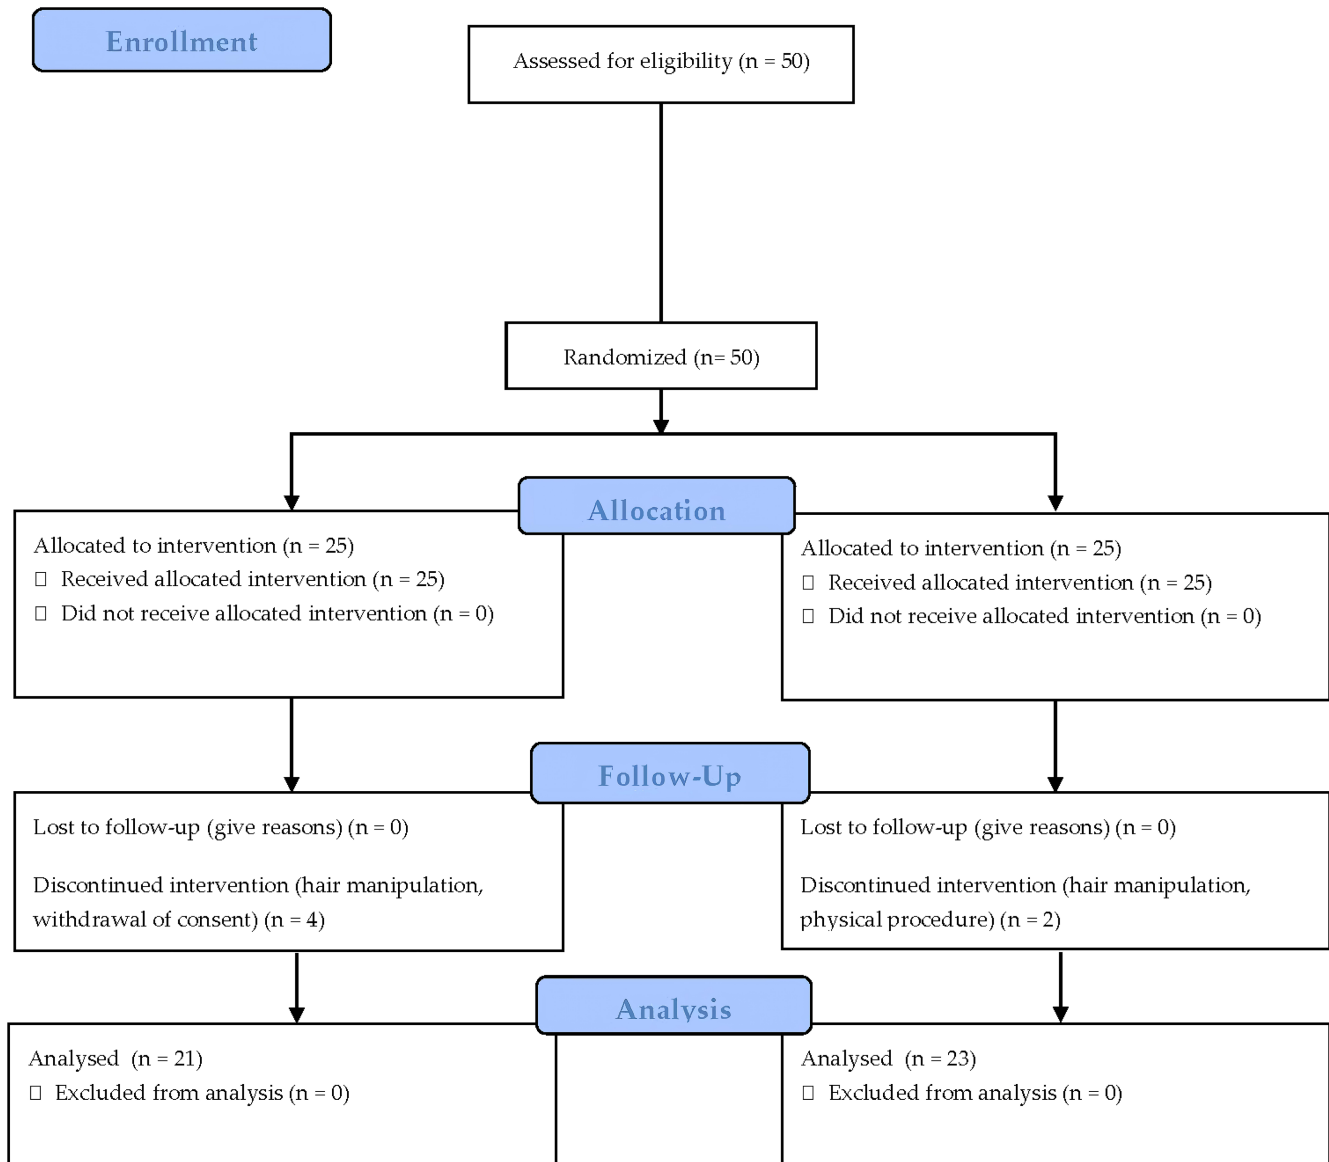 Enrollment
Assessed for eligibility (n = 50)
Randomized (n= 50)
Allocation
Allocated to intervention (n = 25)
□ Received allocated intervention (n = 25)
□ Did not receive allocated intervention (n = 0)
Allocated to intervention (n = 25)
□ Received allocated intervention (n = 25)
□ Did not receive allocated intervention (n = 0)
Follow-Up
Lost to follow-up (give reasons) (n = 0)
Discontinued intervention (hair manipulation,
withdrawal of consent) (n = 4)
Lost to follow-up (give reasons) (n = 0)
Discontinued intervention (hair manipulation,
physical procedure) (n = 2)
Analysis
Analysed (n = 21)
□ Excluded from analysis (n = 0)
Analysed (n = 23)
□ Excluded from analysis (n = 0)